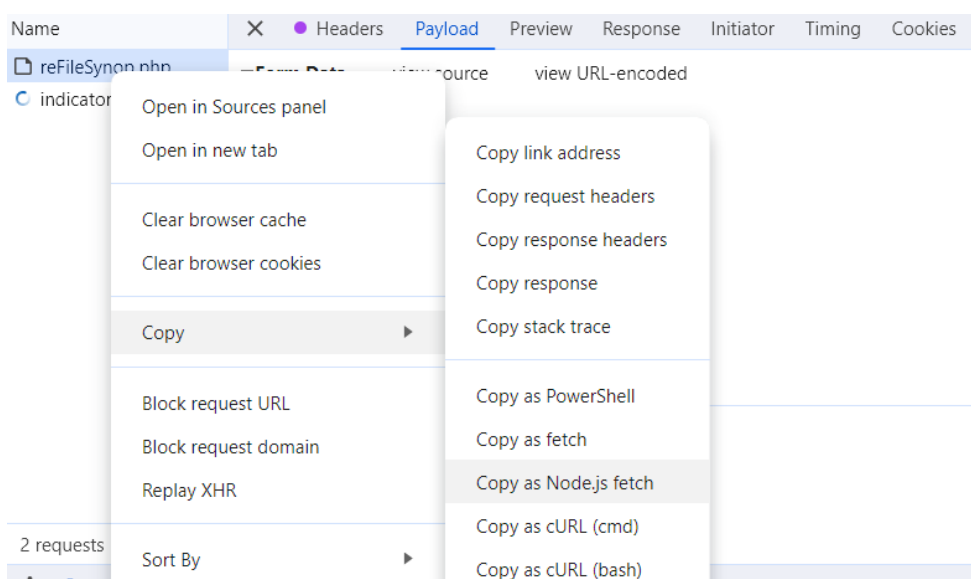 Name
Headers Payload Preview Response Initiator Timing Cookies
reFileSynon.php
view source view URL-encoded
indicator
Open in Sources panel
Open in new tab
Clear browser cache
Clear browser cookies
Copy
Block request URL
Block request domain
Replay XHR
Sort By
Copy link address
Copy request headers
Copy response headers
Copy response
Copy stack trace
Copy as PowerShell
Copy as fetch
Copy as Node.js fetch
Copy as cURL (cmd)
Copy as cURL (bash)
2 requests